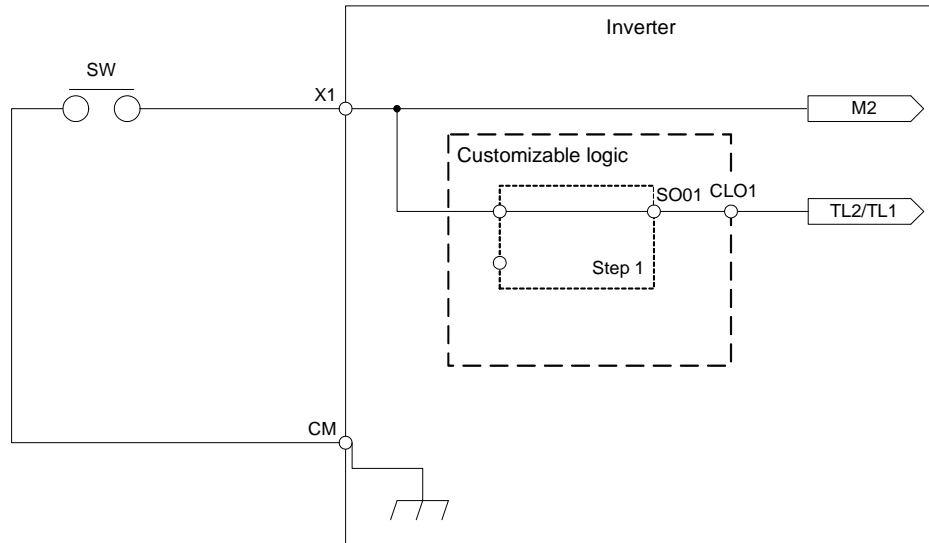 Inverter
SW
X1
M2
Customizable logic
SO01
CLO1
TL2/TL1
Step 1
CM